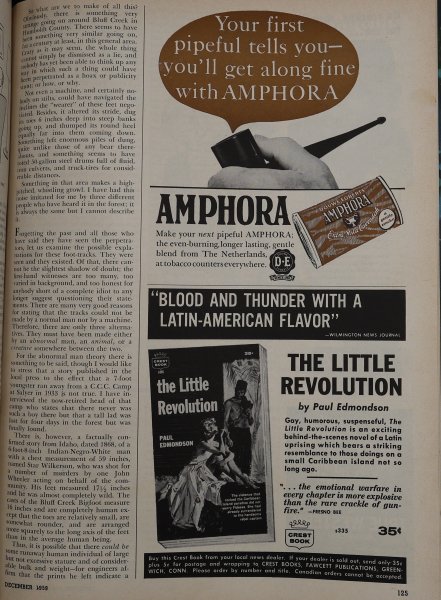 So what are we to make of all this?
Obviously, there is something very
strange going on around Bluff Creek in
Humboldt County. There seems to have
been something very similar going on,
for a century at least, in this general area.
Crazy as it may seem, the whole thing
cannot simply be dismissed as a lie, and
nobody has yet been able to think up any
way in which such a thing could have
been perpetrated as a hoax or publicity
stunt; or how, or why.
Not even a machine, and certainly no-
body on stilts, could have navigated the
inclines the "wearer" of these feet nego-
tiated. Besides, it altered its stride, dug
its toes 6 inches deep into steep banks
going up, and thumped its round heel
equally far into them coming down.
Something left enormous piles of dung,
quite unlike those of any bear there-
abouts, and something seems to have
toted 50-gallon steel drums full of fluid,
iron culverts, and truck-tires for consid-
erable distances.
Something in that area makes a high-
pitched, whistling growl. I have had this
noise imitated for me by three different
people who have heard it in the forest; it
is always the same but I cannot describe
it.
Forgetting the past and all those who
have said they have seen the perpetra-
tor, let us examine the possible expla-
nations for these foot-tracks. They were
seen and they existed. Of that, there can-
not be the slightest shadow of doubt; the
first-hand witnesses are too many, too
varied in background, and too honest for
anybody short of a complete idiot to any
longer suggest questioning their state-
ments. There are many very good reasons
for stating that the tracks could not be
made by a normal man nor by a machine.
Therefore, there are only three alterna-
tives. They must have been made either
by an abnormal man, an animal, or a
creature somewhere between the two.
For the abnormal man theory there is
something to be said, though I would like
to stress that a story published in the
local press to the effect that a 7-foot
youngster ran away from a C.C.C. Camp
at Salyer in 1935 is not true. I have in-
terviewed the now-retired head of that
camp who states that there never was
such a boy there but that a tall lad was
lost for four days in the forest but was
finally found.
There is, however, a factually con-
firmed story from Idaho, dated 1868, of a
6-foot-8-inch Indian-Negro-White man
with a chest measurement of 59 inches,
named Star Wilkerson, who was shot for
a number of murders by one John
Wheeler acting on behalf of the com-
munity. His feet measured 17½ inches
and he was almost completely wild. The
feet of the Bluff Creek Bigfoot measure
16 inches and are completely human ex-
cept that the toes are relatively small, are
somewhat rounder, and are arranged
more squarely to the long axis of the feet
than in the average human being.
Thus, it is possible that there could be
some runaway human individual of large
but not excessive stature and of consider-
able bulk and weight—for engineers af-
firm that the prints he left indicate a
DECEMBER 1959
Your first
pipeful tells you—
you'll get along fine
with AMPHORA
AMPHORA
Make your next pipeful AMPHORA:
the even-burning, longer lasting, gentle
blend from The Netherlands,
at tobacco counters everywhere.
D·E
DOUWE EGBERTS
AMPHORA
"BLOOD AND THUNDER WITH A
LATIN-AMERICAN FLAVOR"
—WILMINGTON NEWS JOURNAL
35¢
CREST
BOOK
the Little
Revolution
PAUL
EDMONDSON
THE LITTLE
REVOLUTION
by Paul Edmondson
Gay, humorous, suspenseful, The
Little Revolution is an exciting
behind-the-scenes novel of a Latin
uprising which bears a striking
resemblance to those doings on a
small Caribbean island not so
long ago.
"... the emotional warfare in
every chapter is more explosive
than the rare crackle of gun-
fire."—FRESNO BEE
CREST
BOOK
s335 35¢
Buy this Crest Book from your local news dealer. If your dealer is sold out, send only 35¢
plus 5¢ for postage and wrapping to CREST BOOKS, FAWCETT PUBLICATIONS, GREEN-
WICH, CONN. Please order by number and title. Canadian orders cannot be accepted.
125